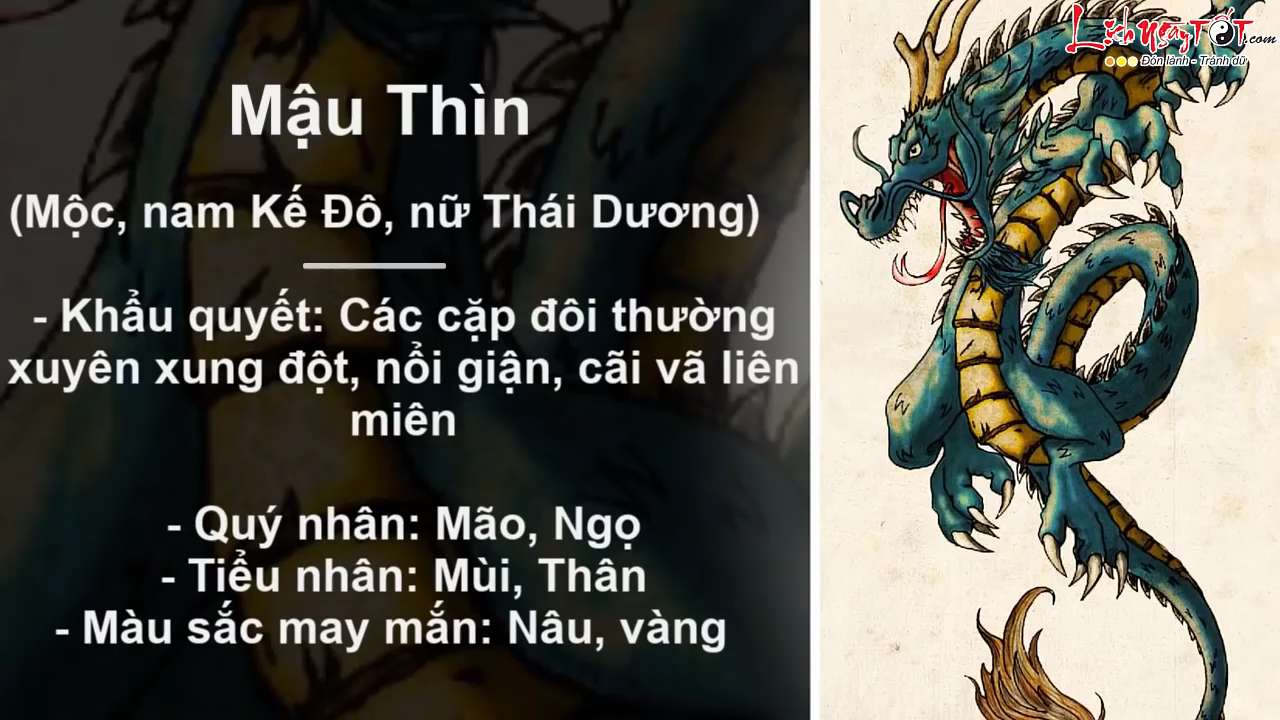 Lịch Ngày TỐT.com
Đón lành - Tránh dữ
Mậu Thìn
(Mộc, nam Kế Đô, nữ Thái Dương)
- Khẩu quyết: Các cặp đôi thường
xuyên xung đột, nổi giận, cãi vã liên
miên
- Quý nhân: Mão, Ngọ
- Tiểu nhân: Mùi, Thân
- Màu sắc may mắn: Nâu, vàng